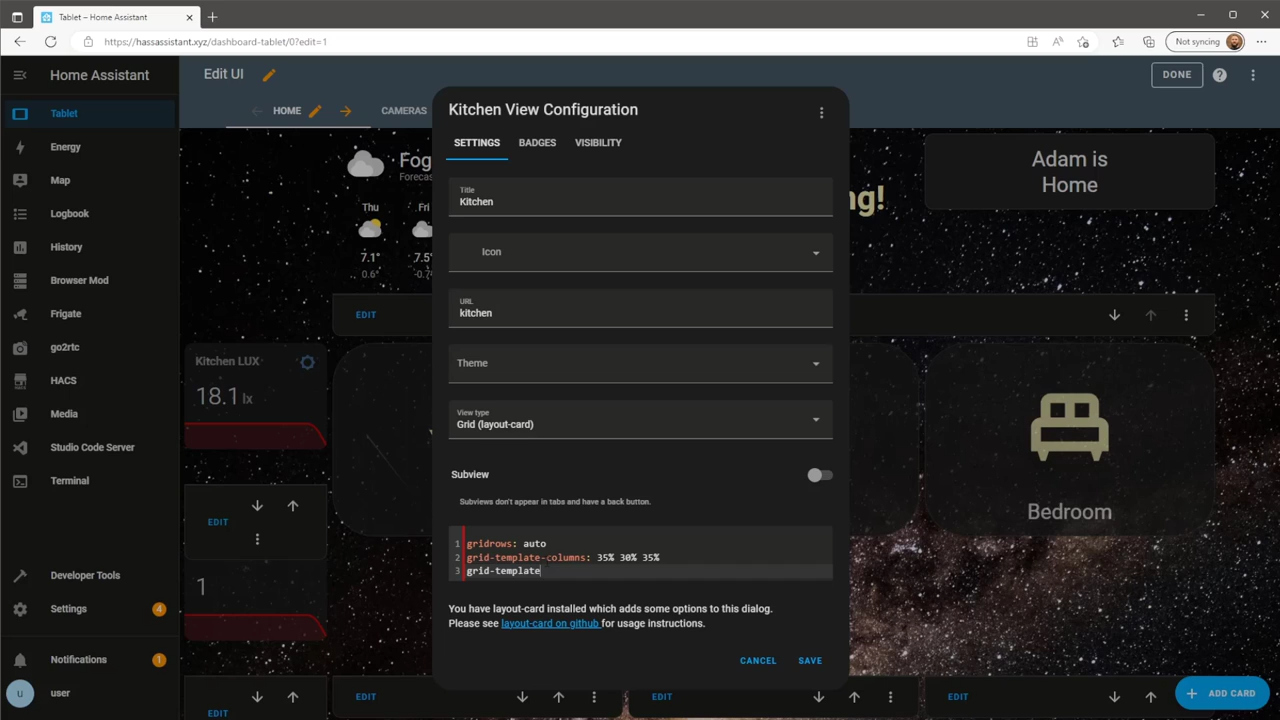 Tablet – Home Assistant
https://hassassistant.xyz/dashboard-tablet/0?edit=1
Not syncing
Home Assistant
Edit UI
DONE
HOME
CAMERAS
Tablet
Energy
Map
Logbook
History
Browser Mod
Frigate
go2rtc
HACS
Media
Studio Code Server
Terminal
Developer Tools
Settings
4
Notifications
1
u
user
Fog
Forecas
Thu
Fri
7.1°
7.5°
0.6°
-0.7
ng!
Adam is
Home
EDIT
Kitchen LUX
18.1 lx
EDIT
1
EDIT
Bedroom
EDIT
EDIT
EDIT
ADD CARD
Kitchen View Configuration
SETTINGS
BADGES
VISIBILITY
Title
Kitchen
Icon
URL
kitchen
Theme
View type
Grid (layout-card)
Subview
Subviews don't appear in tabs and have a back button.
1 gridrows: auto
2 grid-template-columns: 35% 30% 35%
3 grid-template
You have layout-card installed which adds some options to this dialog.
Please see layout-card on github for usage instructions.
CANCEL
SAVE